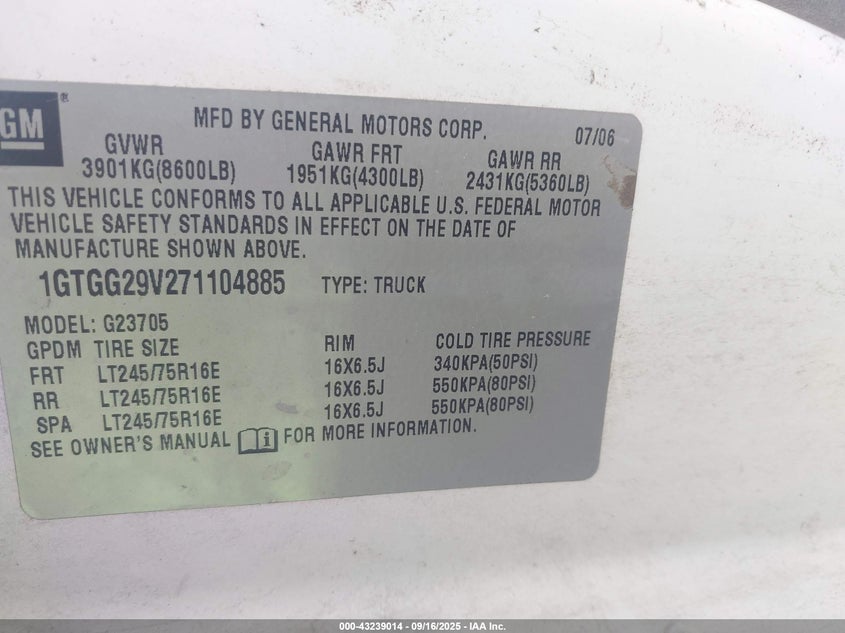 GM®
MFD BY GENERAL MOTORS CORP. 07/06
GVWR GAWR FRT GAWR RR
3901KG(8600LB) 1951KG(4300LB) 2431KG(5360LB)
THIS VEHICLE CONFORMS TO ALL APPLICABLE U.S. FEDERAL MOTOR
VEHICLE SAFETY STANDARDS IN EFFECT ON THE DATE OF
MANUFACTURE SHOWN ABOVE.
1GTGG29V271104885 TYPE: TRUCK
MODEL: G23705
GPDM TIRE SIZE RIM COLD TIRE PRESSURE
FRT LT245/75R16E 16X6.5J 340KPA(50PSI)
RR LT245/75R16E 16X6.5J 550KPA(80PSI)
SPA LT245/75R16E 16X6.5J 550KPA(80PSI)
SEE OWNER'S MANUAL i FOR MORE INFORMATION.
000-43239014 - 09/16/2025 - IAA Inc.